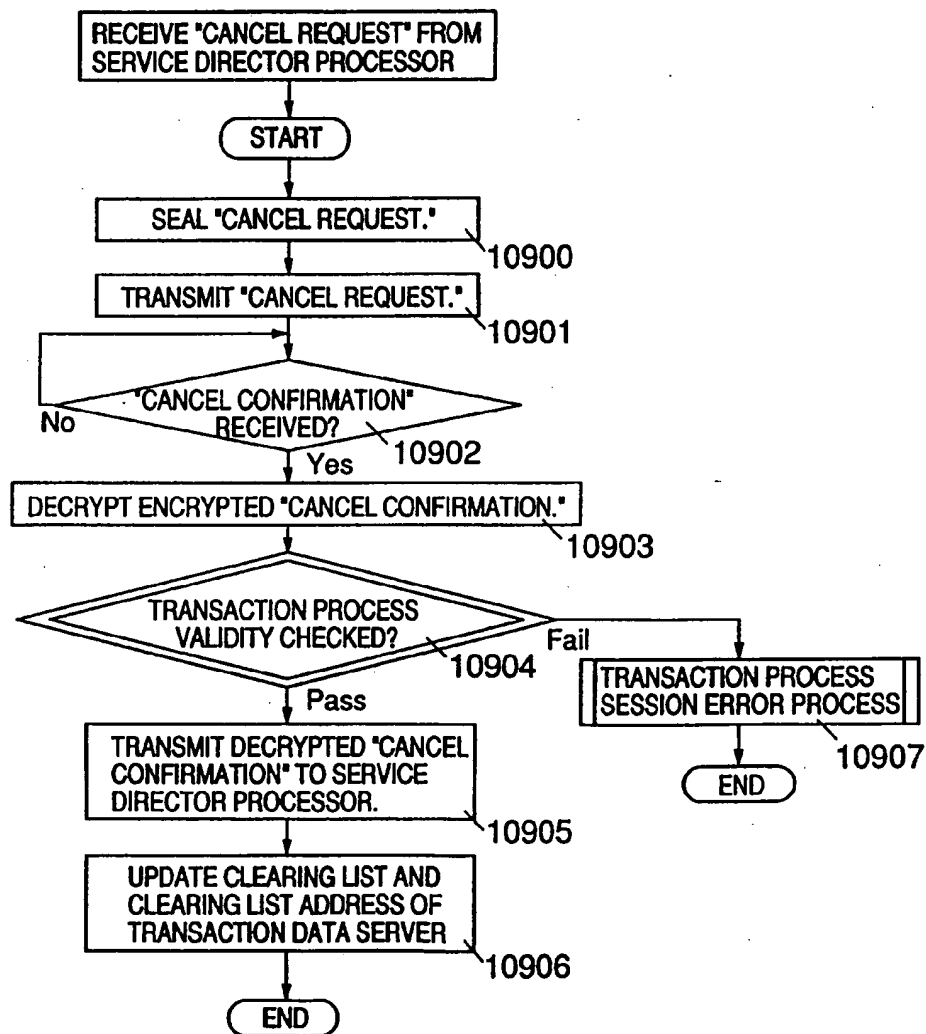 RECEIVE "CANCEL REQUEST" FROM
SERVICE DIRECTOR PROCESSOR
START
SEAL "CANCEL REQUEST."
10900
TRANSMIT "CANCEL REQUEST."
10901
"CANCEL CONFIRMATION"
RECEIVED?
No
10902
Yes
DECRYPT ENCRYPTED "CANCEL CONFIRMATION."
10903
TRANSACTION PROCESS
VALIDITY CHECKED?
10904
Fail
Pass
TRANSACTION PROCESS
SESSION ERROR PROCESS
10907
END
TRANSMIT DECRYPTED "CANCEL
CONFIRMATION" TO SERVICE
DIRECTOR PROCESSOR.
10905
UPDATE CLEARING LIST AND
CLEARING LIST ADDRESS OF
TRANSACTION DATA SERVER
10906
END